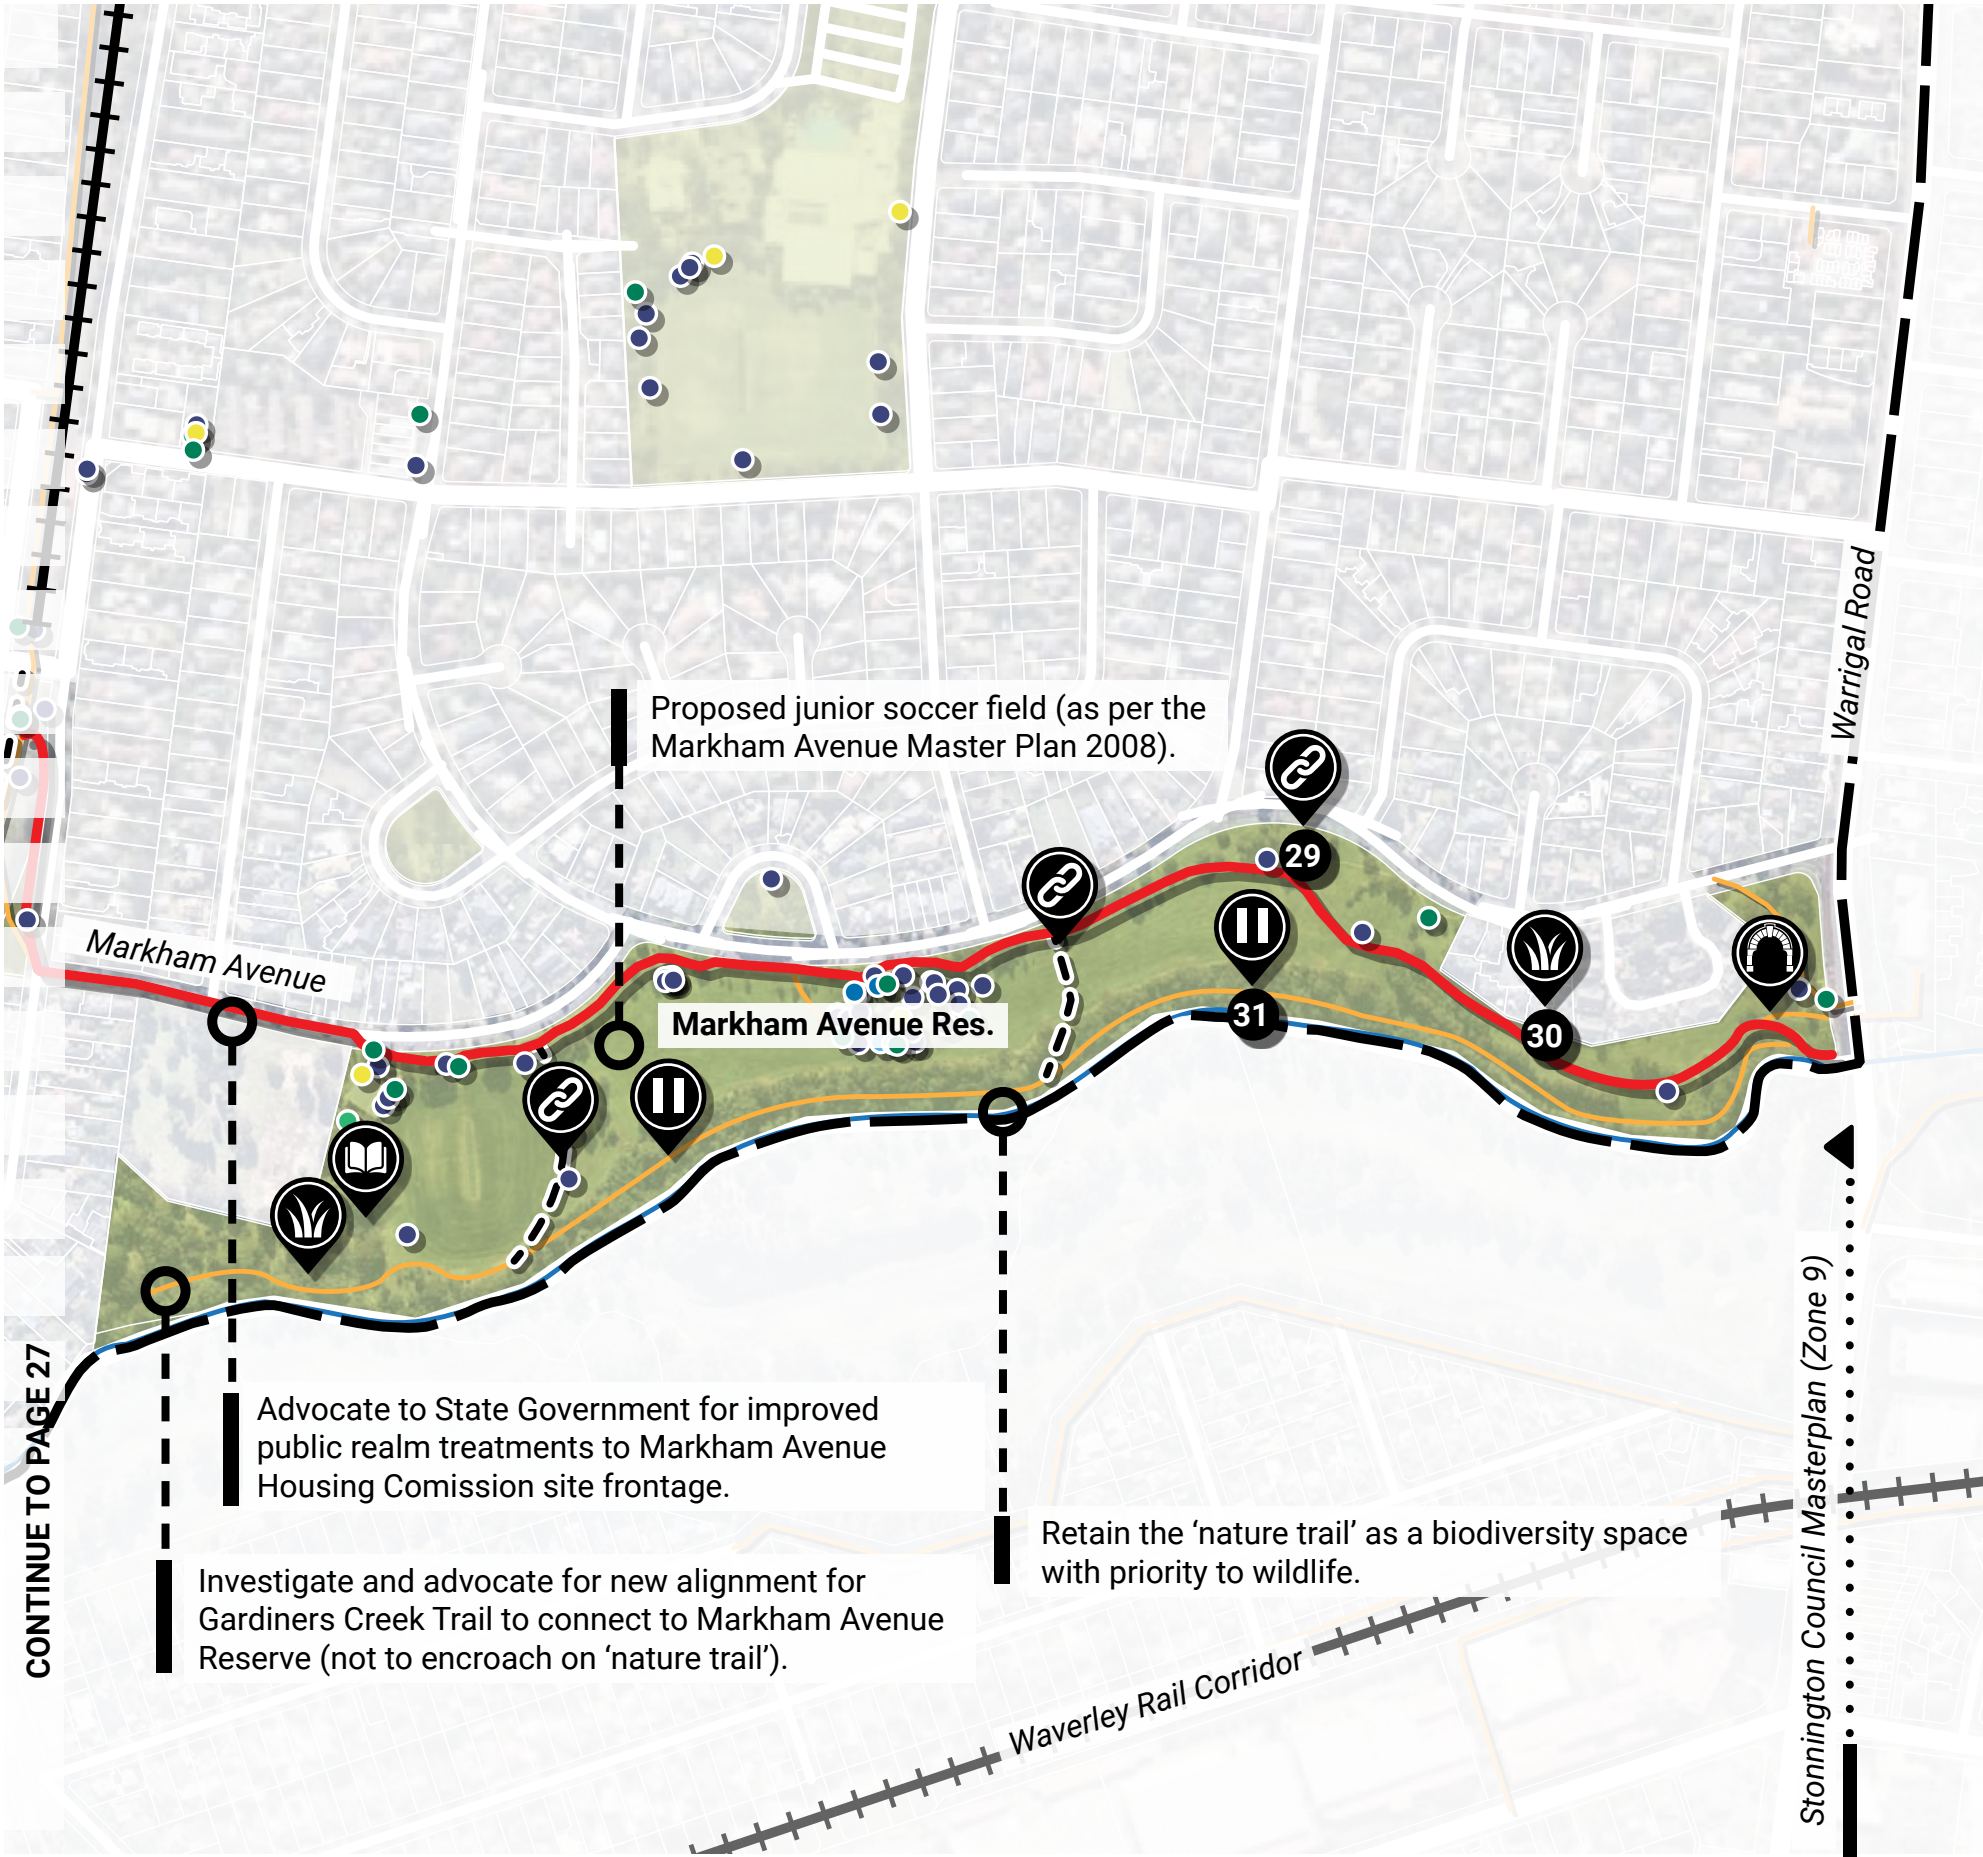 Warrigal Road
Proposed junior soccer field (as per the
Markham Avenue Master Plan 2008).
29
Markham Avenue
31
30
Markham Avenue Res.
CONTINUE TO PAGE 27
Advocate to State Government for improved
public realm treatments to Markham Avenue
Housing Comission site frontage.
Retain the ‘nature trail’ as a biodiversity space
with priority to wildlife.
Investigate and advocate for new alignment for
Gardiners Creek Trail to connect to Markham Avenue
Reserve (not to encroach on ‘nature trail’).
Waverley Rail Corridor
Stonnington Council Masterplan (Zone 9)